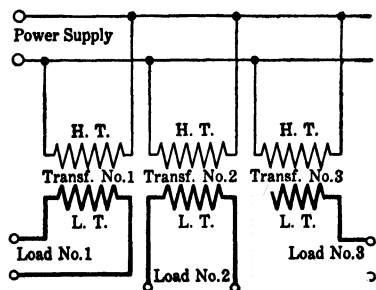 Power Supply
H. T. H. T. H. T.
Transf. No.1 Transf. No.2 Transf. No.3
L. T. L. T. L. T.
Load No.1 Load No.2 Load No.3